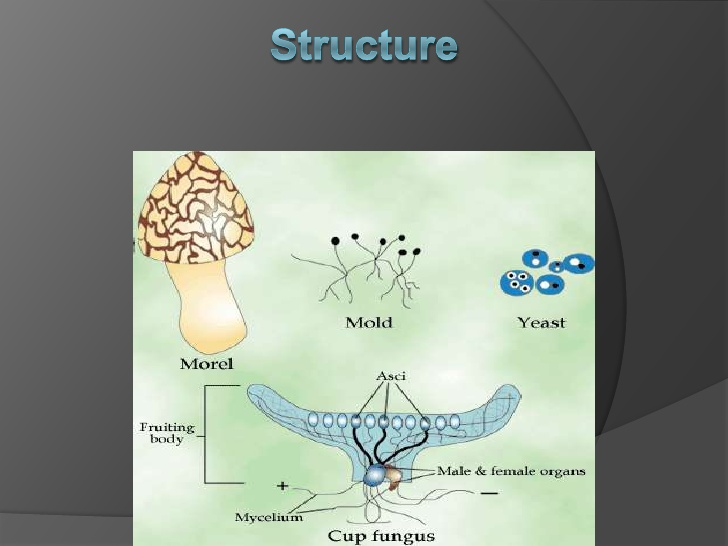 Structure
Mold
Yeast
Morel
Asci
Fruiting
body
Male & female organs
+
–
Mycelium
Cup fungus